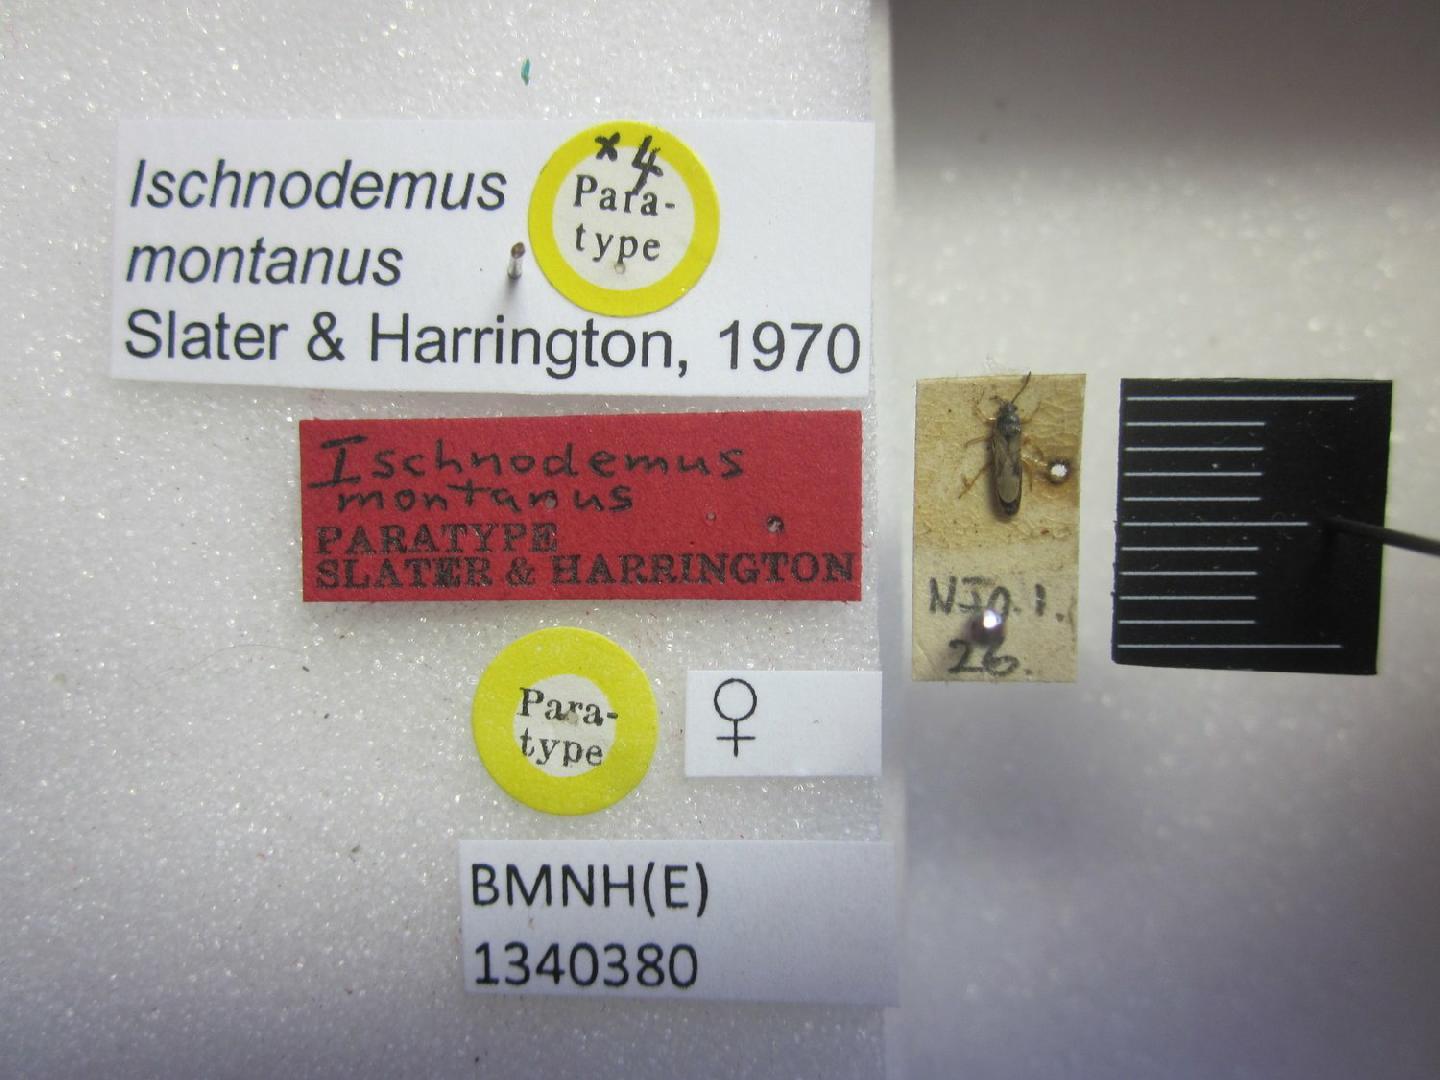 Ischnodemus
montanus
Slater & Harrington, 1970
x4
Para-
type
Ischnodemus
montanus
PARATYPE
SLATER & HARRINGTON
Para-
type
♀
BMNH(E)
1340380
26.